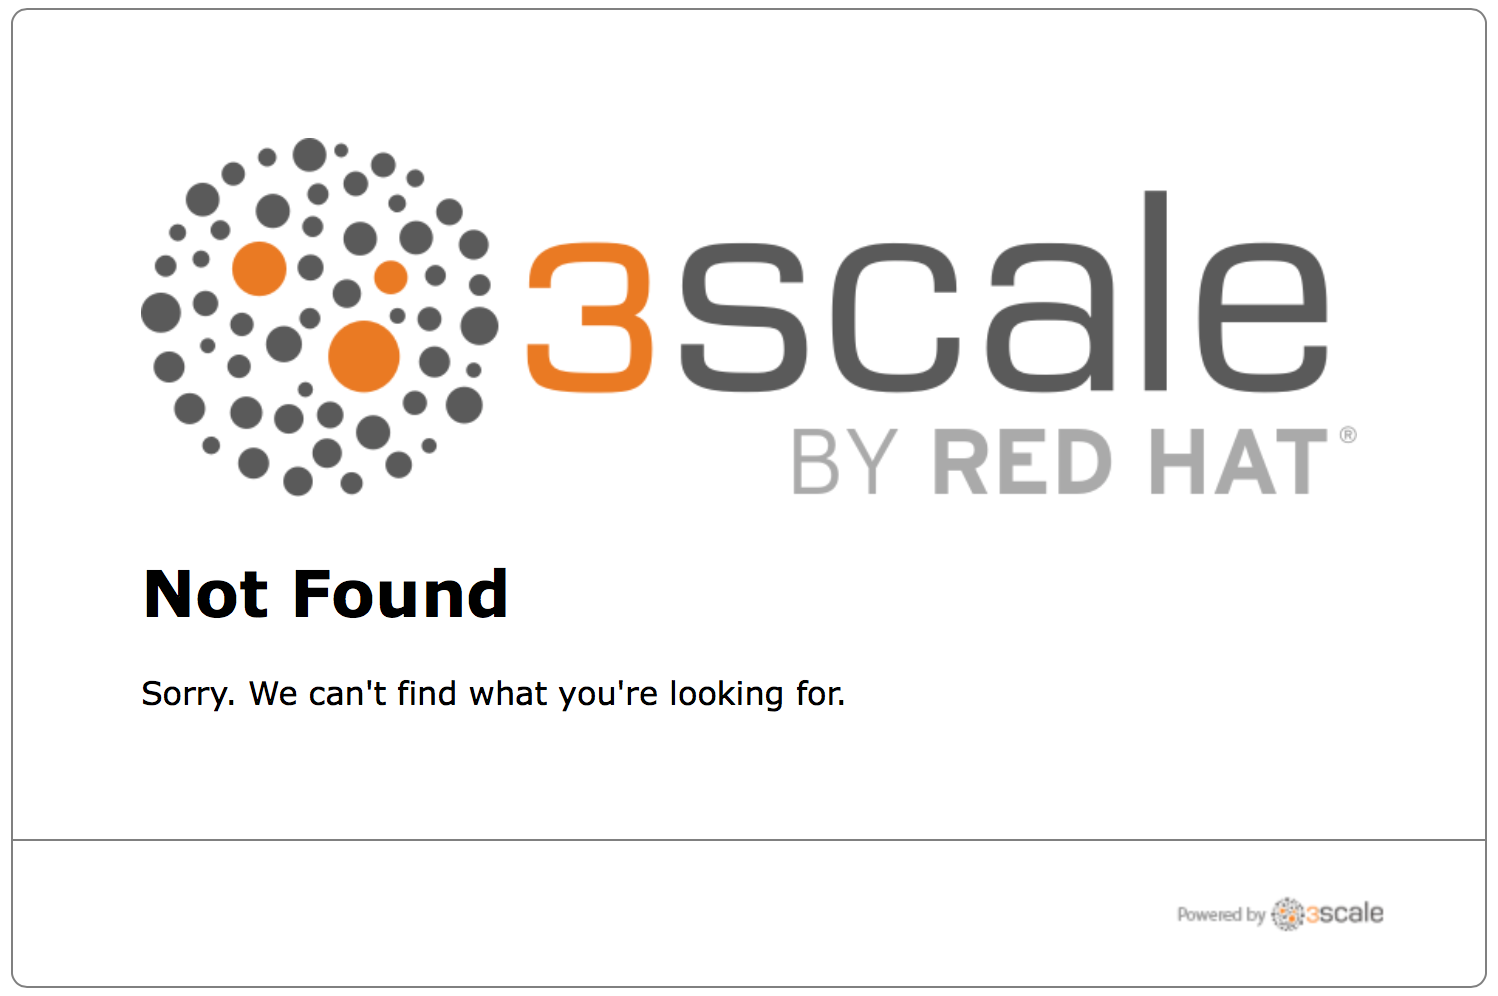 3scale
BY RED HAT®
Not Found
Sorry. We can't find what you're looking for.
Powered by 3scale